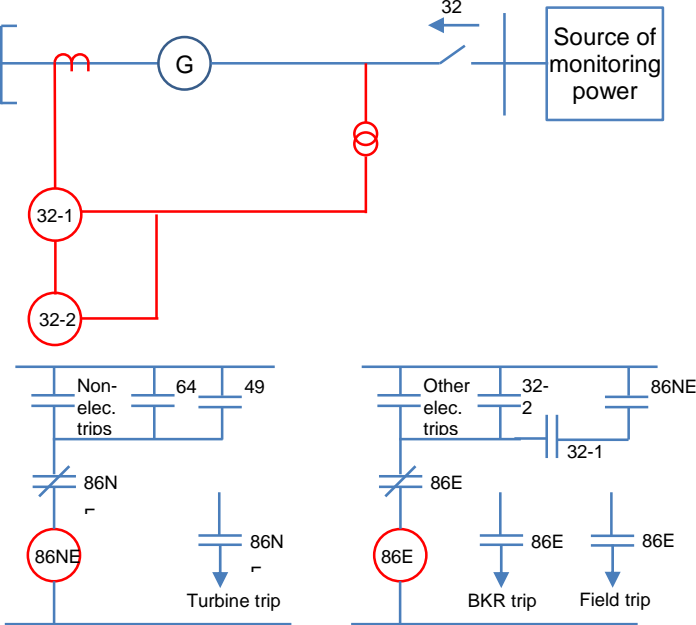 32
G
Source of
monitoring
power
32-1
32-2
Non-
elec.
trips
64
49
Other
elec.
trips
32-
2
86NE
32-1
86N
86E
86NE
86N
86E
86E
86E
Turbine trip
BKR trip
Field trip